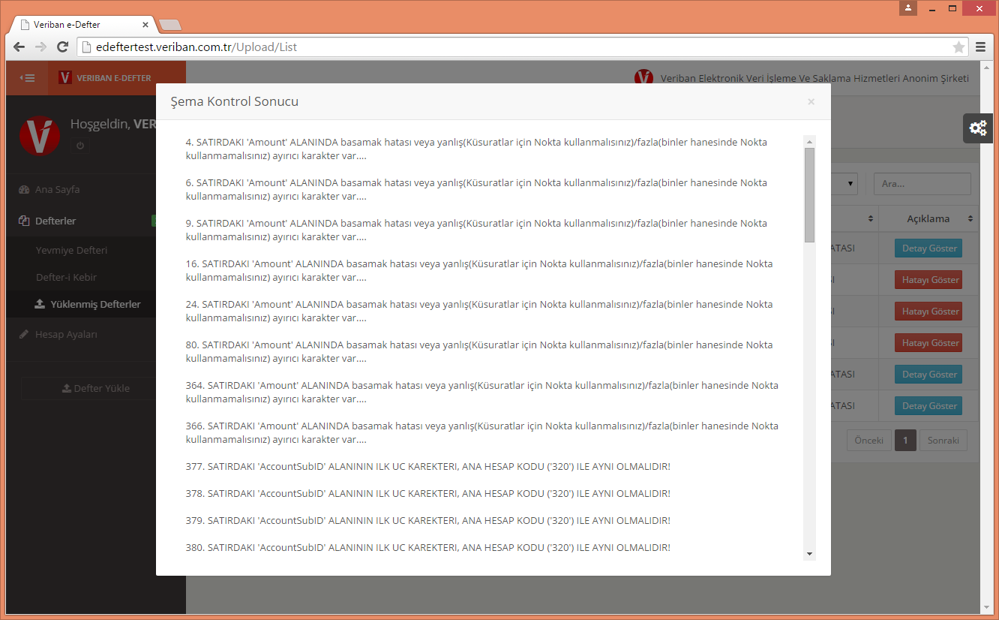 Veriban e-Defter
edeftertest.veriban.com.tr/Upload/List
VERIBAN E-DEFTER
Veriban Elektronik Veri İşleme Ve Saklama Hizmetleri Anonim Şirketi
Hoşgeldin, VER
Ana Sayfa
Defterler
Yevmiye Defteri
Defter-i Kebir
Yüklenmiş Defterler
Hesap Ayaları
Defter Yükle
Şema Kontrol Sonucu
4. SATIRDAKI 'Amount' ALANINDA basamak hatası veya yanlış(Küsuratlar için Nokta kullanmalısınız)/fazla(binler hanesinde Nokta
kullanmamalısınız) ayırıcı karakter var....
6. SATIRDAKI 'Amount' ALANINDA basamak hatası veya yanlış(Küsuratlar için Nokta kullanmalısınız)/fazla(binler hanesinde Nokta
kullanmamalısınız) ayırıcı karakter var....
9. SATIRDAKI 'Amount' ALANINDA basamak hatası veya yanlış(Küsuratlar için Nokta kullanmalısınız)/fazla(binler hanesinde Nokta
kullanmamalısınız) ayırıcı karakter var....
16. SATIRDAKI 'Amount' ALANINDA basamak hatası veya yanlış(Küsuratlar için Nokta kullanmalısınız)/fazla(binler hanesinde Nokta
kullanmamalısınız) ayırıcı karakter var....
24. SATIRDAKI 'Amount' ALANINDA basamak hatası veya yanlış(Küsuratlar için Nokta kullanmalısınız)/fazla(binler hanesinde Nokta
kullanmamalısınız) ayırıcı karakter var....
80. SATIRDAKI 'Amount' ALANINDA basamak hatası veya yanlış(Küsuratlar için Nokta kullanmalısınız)/fazla(binler hanesinde Nokta
kullanmamalısınız) ayırıcı karakter var....
364. SATIRDAKI 'Amount' ALANINDA basamak hatası veya yanlış(Küsuratlar için Nokta kullanmalısınız)/fazla(binler hanesinde Nokta
kullanmamalısınız) ayırıcı karakter var....
366. SATIRDAKI 'Amount' ALANINDA basamak hatası veya yanlış(Küsuratlar için Nokta kullanmalısınız)/fazla(binler hanesinde Nokta
kullanmamalısınız) ayırıcı karakter var....
377. SATIRDAKI 'AccountSubID' ALANININ ILK UC KAREKTERI, ANA HESAP KODU ('320') ILE AYNI OLMALIDIR!
378. SATIRDAKI 'AccountSubID' ALANININ ILK UC KAREKTERI, ANA HESAP KODU ('320') ILE AYNI OLMALIDIR!
379. SATIRDAKI 'AccountSubID' ALANININ ILK UC KAREKTERI, ANA HESAP KODU ('320') ILE AYNI OLMALIDIR!
380. SATIRDAKI 'AccountSubID' ALANININ ILK UC KAREKTERI, ANA HESAP KODU ('320') ILE AYNI OLMALIDIR!
Ara...
Açıklama
ATASI Detay Göster
SI Hatayı Göster
SI Hatayı Göster
SI Hatayı Göster
ATASI Detay Göster
ATASI Detay Göster
Önceki 1 Sonraki